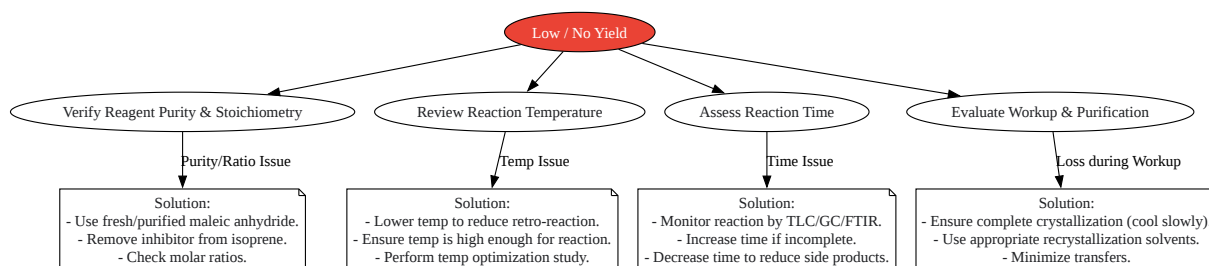 Low / No Yield
Verify Reagent Purity & Stoichiometry
Review Reaction Temperature
Assess Reaction Time
Evaluate Workup & Purification
Purity/Ratio Issue
Temp Issue
Time Issue
Loss during Workup
Solution:
- Use fresh/purified maleic anhydride.
- Remove inhibitor from isoprene.
- Check molar ratios.
Solution:
- Lower temp to reduce retro-reaction.
- Ensure temp is high enough for reaction.
- Perform temp optimization study.
Solution:
- Monitor reaction by TLC/GC/FTIR.
- Increase time if incomplete.
- Decrease time to reduce side products.
Solution:
- Ensure complete crystallization (cool slowly).
- Use appropriate recrystallization solvents.
- Minimize transfers.